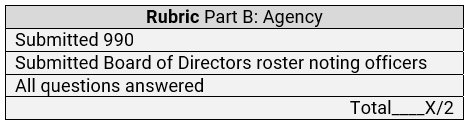 Rubric Part B: Agency
Submitted 990
Submitted Board of Directors roster noting officers
All questions answered
Total____X/2